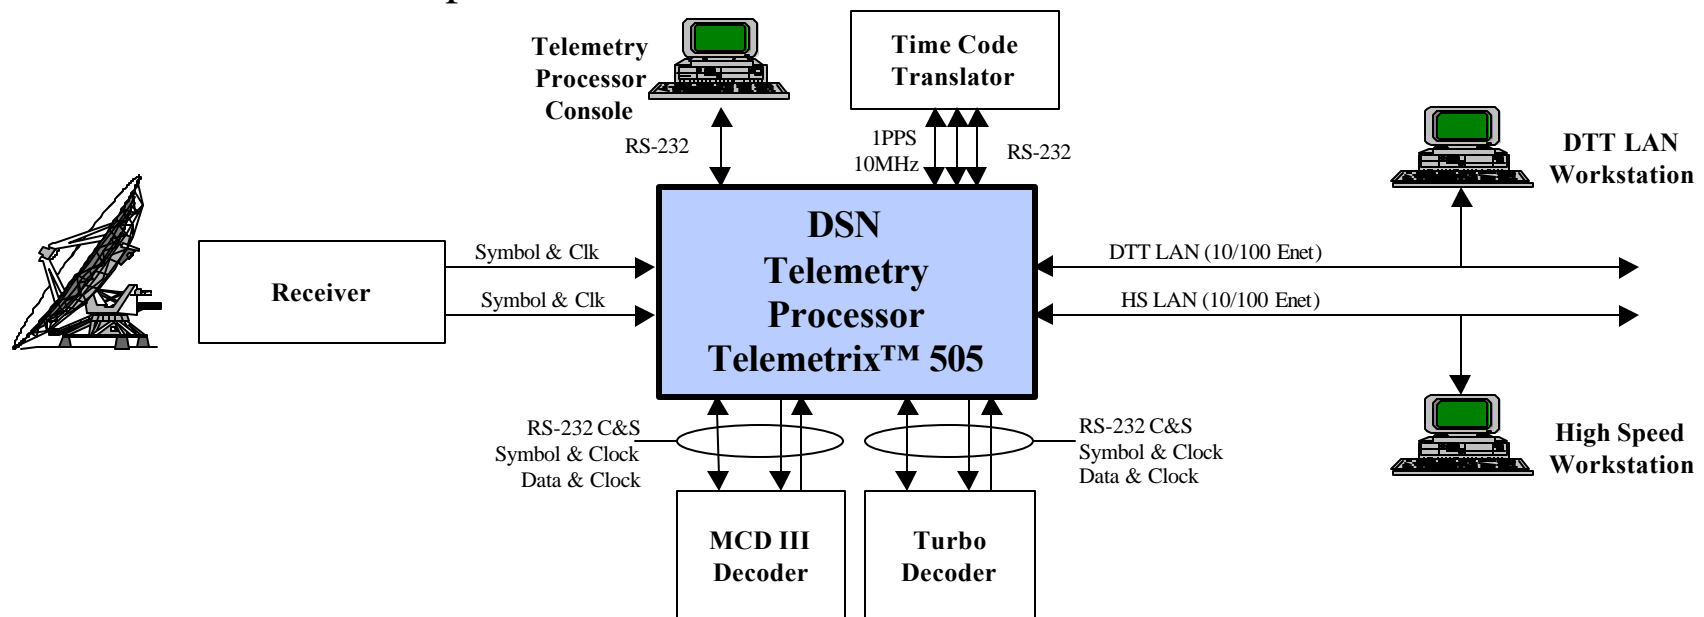 Telemetry
Processor
Console
Time Code
Translator
RS-232
1PPS
10MHz
RS-232
DTT LAN
Workstation
DSN
Telemetry
Processor
Telemetrix™ 505
Receiver
Symbol & Clk
Symbol & Clk
DTT LAN (10/100 Enet)
HS LAN (10/100 Enet)
RS-232 C&S
Symbol & Clock
Data & Clock
RS-232 C&S
Symbol & Clock
Data & Clock
High Speed
Workstation
MCD III
Decoder
Turbo
Decoder